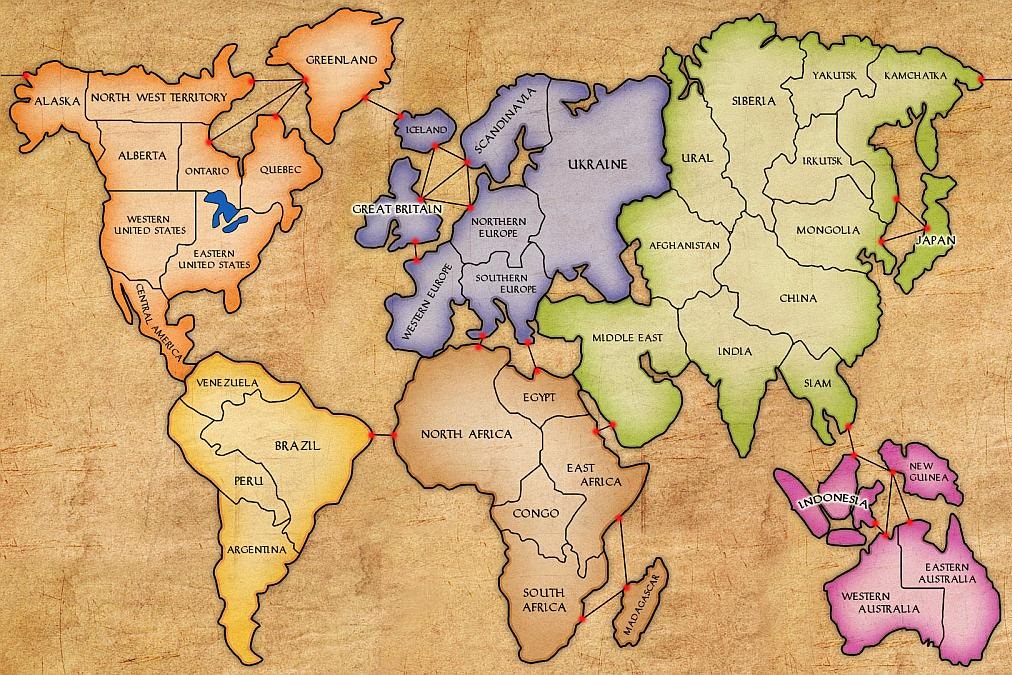 GREENLAND
ALASKA
NORTH WEST TERRITORY
ALBERTA
ONTARIO
QUEBEC
WESTERN
UNITED STATES
EASTERN
UNITED STATES
CENTRAL AMERICA
VENEZUELA
BRAZIL
PERU
ARGENTINA
ICELAND
SCANDINAVIA
UKRAINE
GREAT BRITAIN
NORTHERN
EUROPE
SOUTHERN
EUROPE
WESTERN EUROPE
NORTH AFRICA
EGYPT
EAST
AFRICA
CONGO
SOUTH
AFRICA
MADAGASCAR
YAKUTSK
KAMCHATKA
SIBERIA
URAL
IRKUTSK
MONGOLIA
JAPAN
AFGHANISTAN
CHINA
MIDDLE EAST
INDIA
SIAM
NEW
GUINEA
INDONESIA
EASTERN
AUSTRALIA
WESTERN
AUSTRALIA